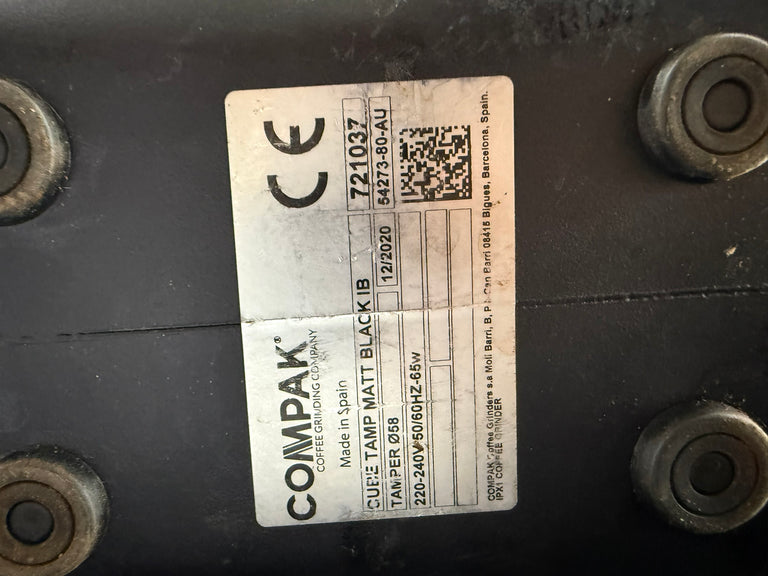 COMPAK®
COFFEE GRINDING COMPANY
CE
Made in Spain
CUBE TAMP MATT BLACK IB
721037
TAMPER Ø58
12/2020
54273-80-AU
220-240V-50/60HZ-65w
COMPAK Coffee Grinders s.a Moli Barri, B, P.I. Can Barri 08415 Bigues, Barcelona, Spain.
IPX1 COFFEE GRINDER